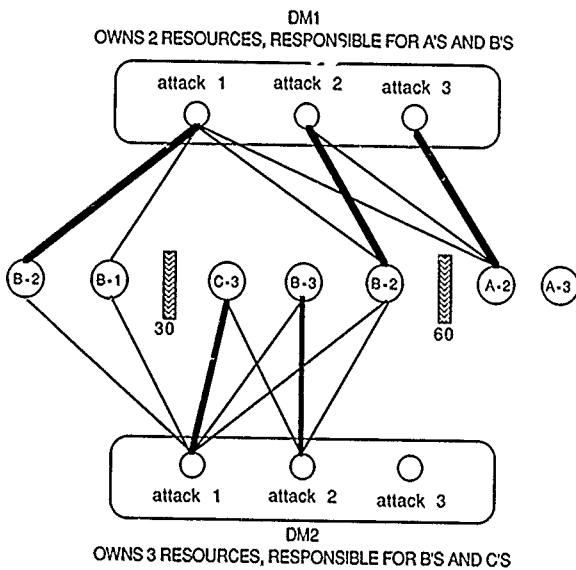 DM1
OWNS 2 RESOURCES, RESPONSIBLE FOR A'S AND B'S
attack 1 attack 2 attack 3
B-2 B-1 C-3 B-3 B-2 A-2 A-3
30 60
attack 1 attack 2 attack 3
DM2
OWNS 3 RESOURCES, RESPONSIBLE FOR B'S AND C'S